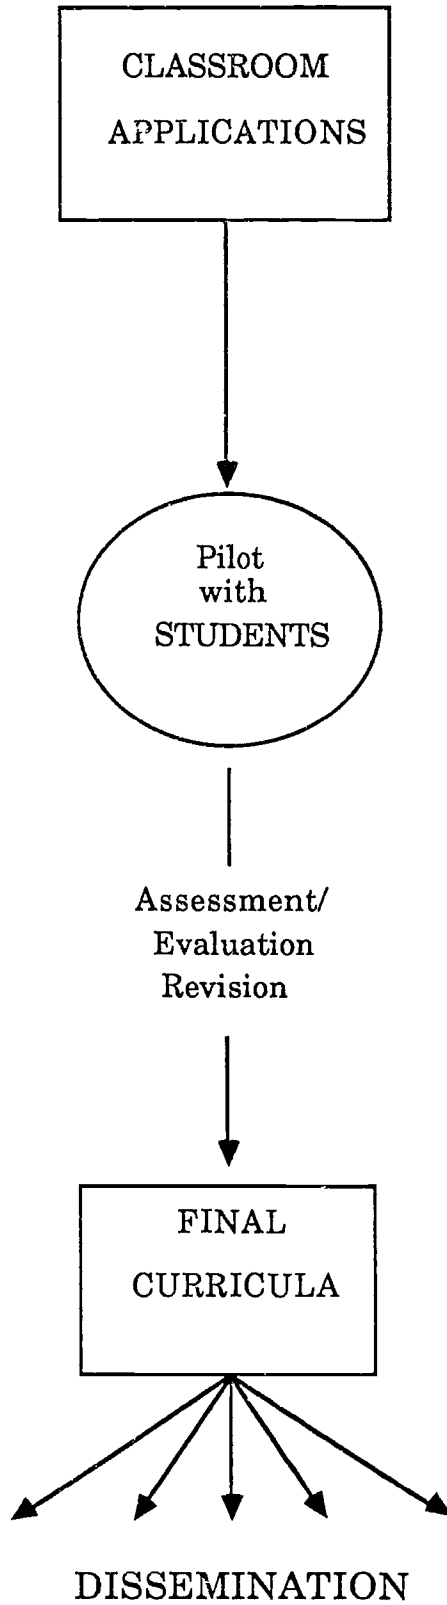 CLASSROOM
APPLICATIONS
Pilot
with
STUDENTS
Assessment/
Evaluation
Revision
FINAL
CURRICULA
DISSEMINATION